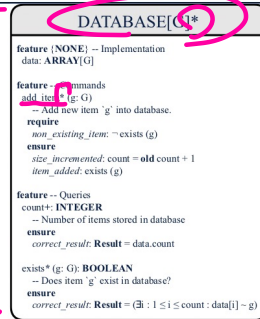 DATABASE[G]*
feature {NONE} -- Implementation
data: ARRAY[G]
feature -- Commands
add_item* (g: G)
-- Add new item `g' into database.
require
non_existing_item: ¬ exists (g)
ensure
size_incremented: count = old count + 1
item_added: exists (g)
feature -- Queries
count+: INTEGER
-- Number of items stored in database
ensure
correct_result: Result = data.count
exists* (g: G): BOOLEAN
-- Does item `g' exist in database?
ensure
correct_result: Result = (∃i : 1 ≤ i ≤ count : data[i] ~ g)